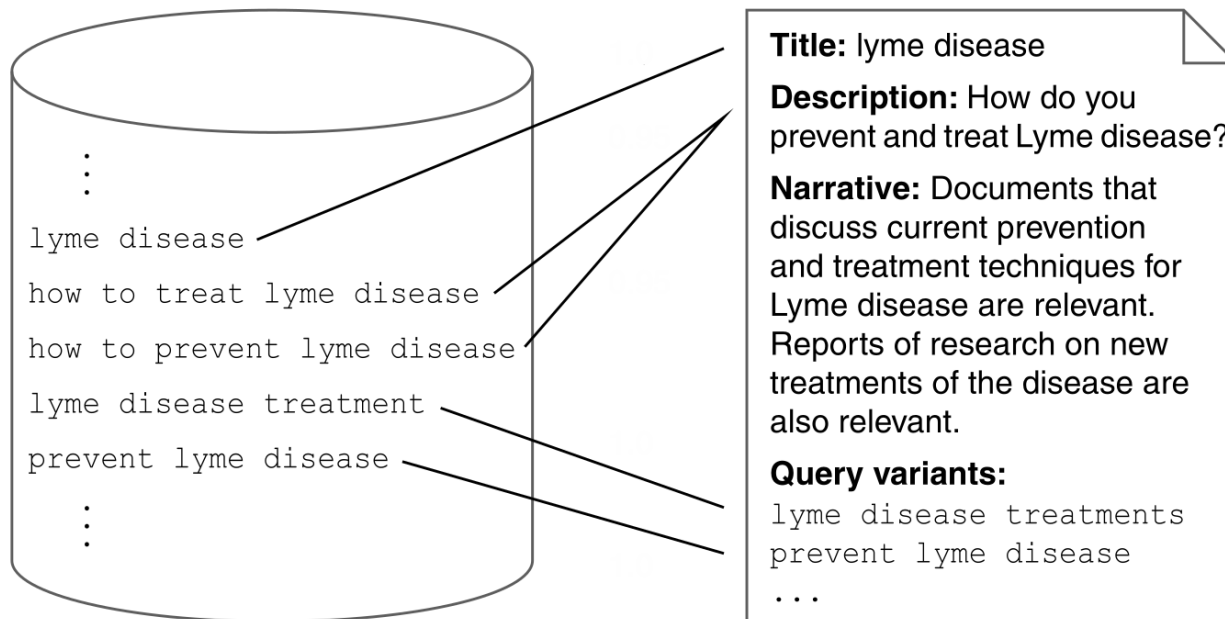 ⋮
lyme disease
how to treat lyme disease
how to prevent lyme disease
lyme disease treatment
prevent lyme disease
⋮
Title: lyme disease
Description: How do you
prevent and treat Lyme disease?
Narrative: Documents that
discuss current prevention
and treatment techniques for
Lyme disease are relevant.
Reports of research on new
treatments of the disease are
also relevant.
Query variants:
lyme disease treatments
prevent lyme disease
...